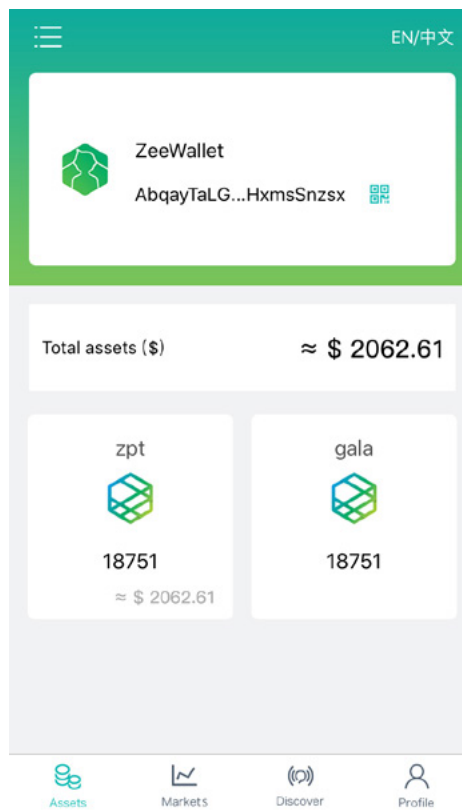 EN/中文
ZeeWallet
AbqayTaLG...HxmsSnzsx
Total assets ($)
≈ $ 2062.61
zpt
gala
18751
18751
≈ $ 2062.61
Assets
Markets
Discover
Profile